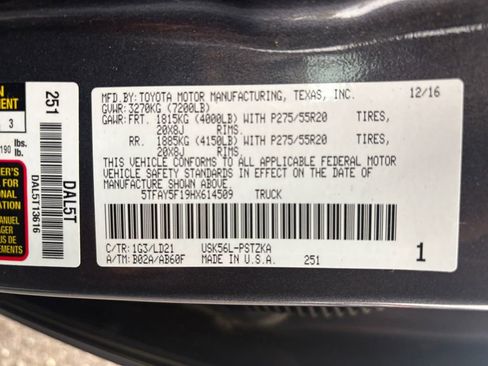 MFD.BY: TOYOTA MOTOR MANUFACTURING, TEXAS, INC. 12/16
GVWR: 3270KG (7200LB)
GAWR: FRT. 1815KG (4000LB) WITH P275/55R20 TIRES,
20X8J RIMS.
RR. 1885KG (4150LB) WITH P275/55R20 TIRES,
20X8J RIMS.
THIS VEHICLE CONFORMS TO ALL APPLICABLE FEDERAL MOTOR
VEHICLE SAFETY STANDARDS IN EFFECT ON THE DATE OF
MANUFACTURE SHOWN ABOVE.
5TFAY5F19HX614509 TRUCK
C/TR: 1G3/LD21 USK56L-PSTZKA
A/TM: B02A/AB60F MADE IN U.S.A. 251 1
251
DAL5T
DAL5T13616
3
190 lbs.